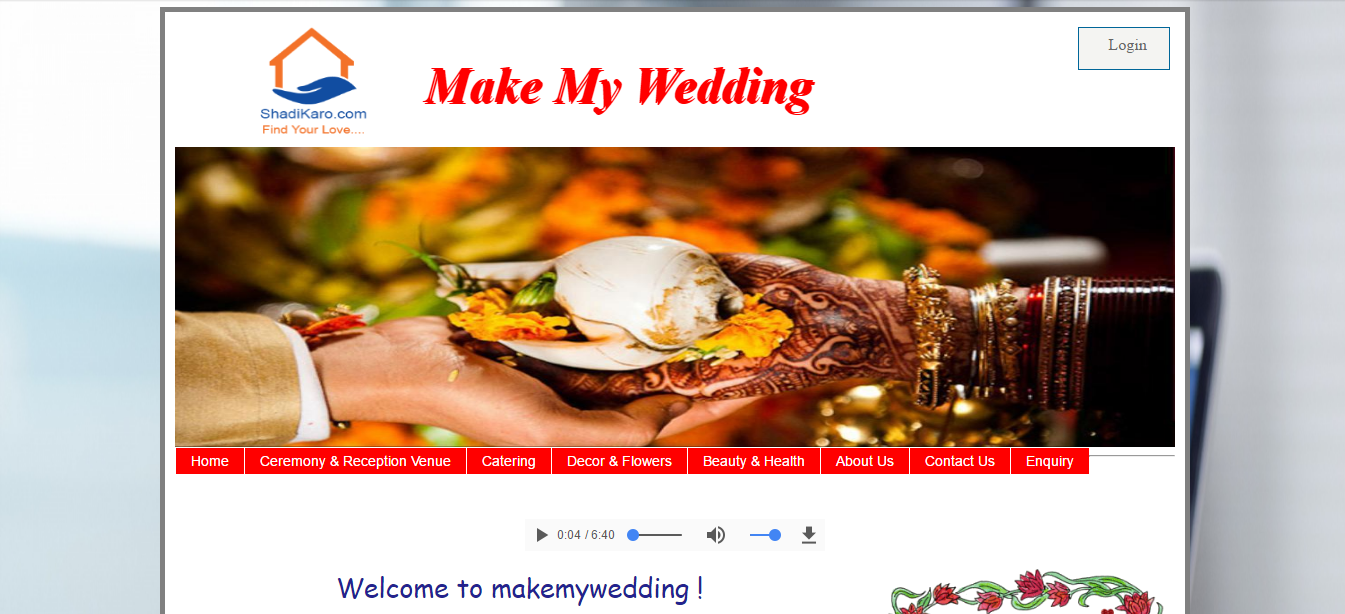 Login
Make My Wedding
ShadiKaro.com
Find Your Love....
Home Ceremony & Reception Venue Catering Decor & Flowers Beauty & Health About Us Contact Us Enquiry
0:04 / 6:40
Welcome to makemywedding !